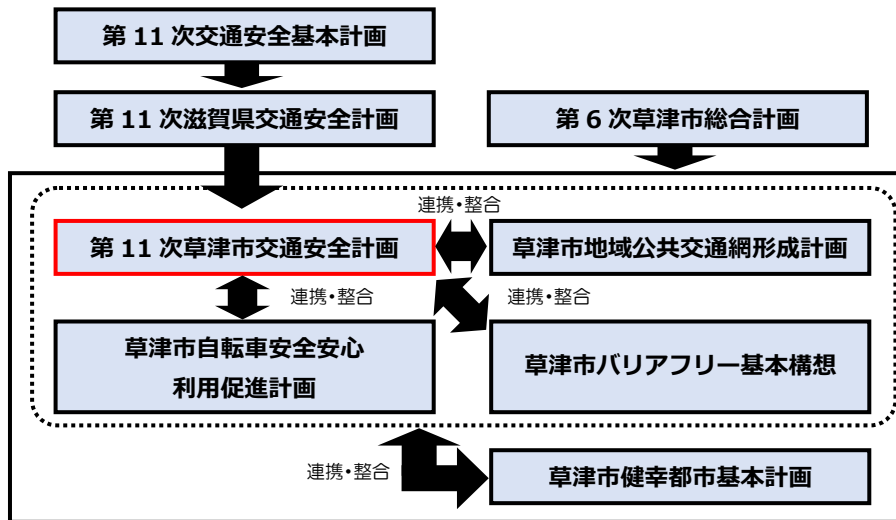 第 11 次交通安全基本計画
第 11 次滋賀県交通安全計画
第 6 次草津市総合計画
連携・整合
第 11 次草津市交通安全計画
草津市地域公共交通網形成計画
連携・整合
連携・整合
草津市自転車安全安心
利用促進計画
草津市バリアフリー基本構想
連携・整合
草津市健幸都市基本計画